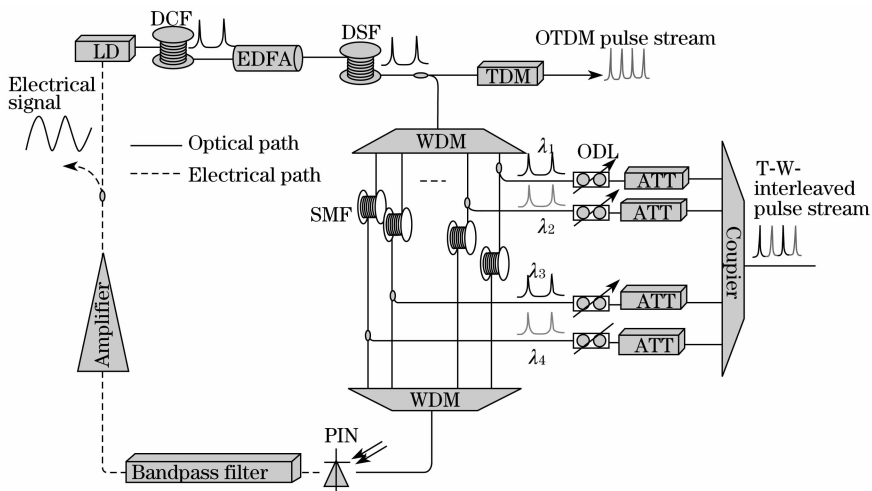 DCF
DSF
LD
EDFA
OTDM pulse stream
TDM
Electrical
signal
Optical path
Electrical path
WDM
λ1
ODL
ATT
T-W-
interleaved
pulse stream
SMF
λ2
ATT
Coupier
λ3
ATT
Amplifier
λ4
ATT
WDM
PIN
Bandpass filter